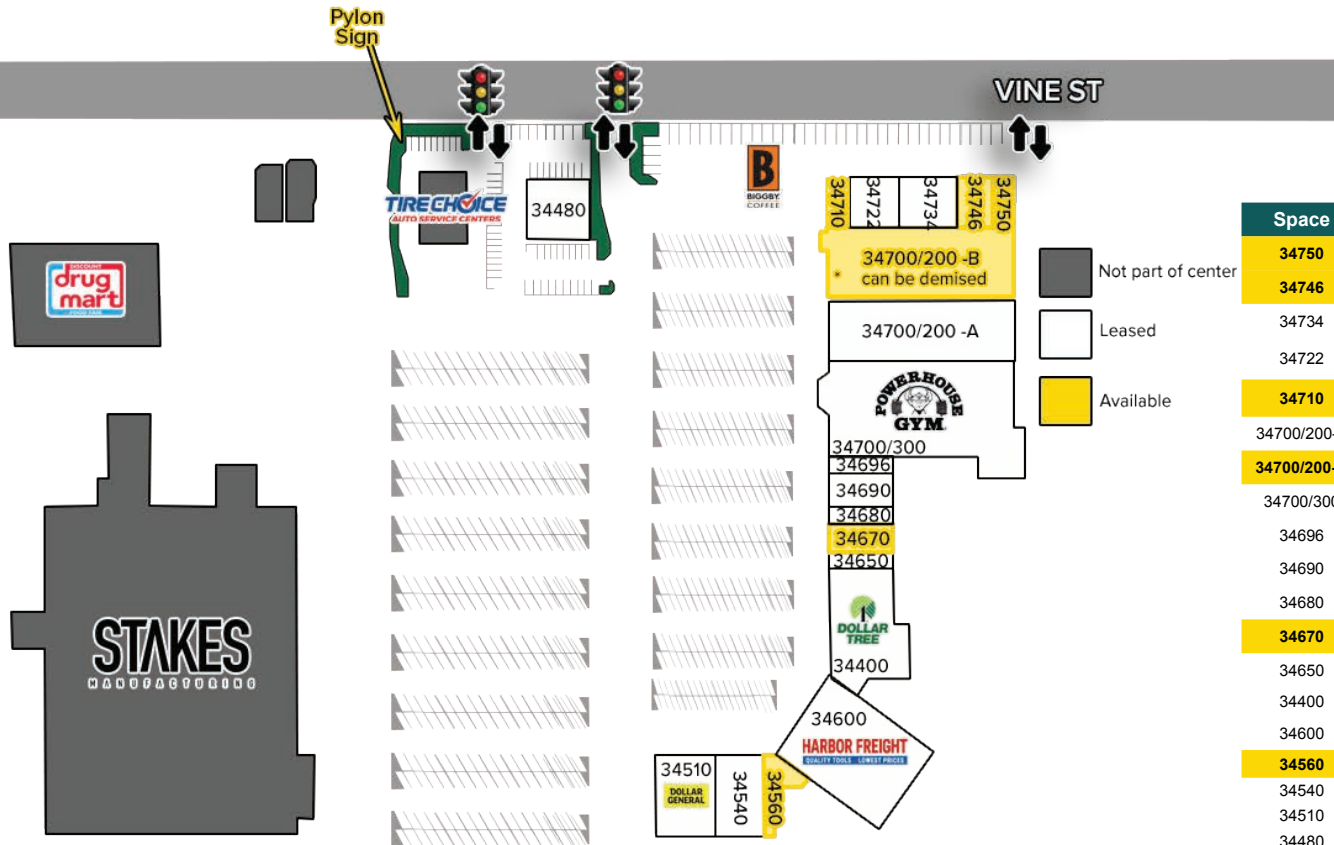 Pylon
Sign
VINE ST
B
BIGGBY
COFFEE
TIRE CHOICE
AUTO SERVICE CENTERS
34480
34710
34722
34734
34746
34750
34700/200 -B
* can be demised
34700/200 -A
POWERHOUSE
GYM
34700/300
34696
34690
34680
34670
34650
DOLLAR
TREE
34400
34600
HARBOR FREIGHT
QUALITY TOOLS LOWEST PRICES
34510
DOLLAR
GENERAL
34540
34560
DISCOUNT
drug
mart
FOOD FAIR
STAKES
MANUFACTURING
Not part of center
Leased
Available
Space
34750
34746
34734
34722
34710
34700/200-
34700/200-
34700/300
34696
34690
34680
34670
34650
34400
34600
34560
34540
34510
34480